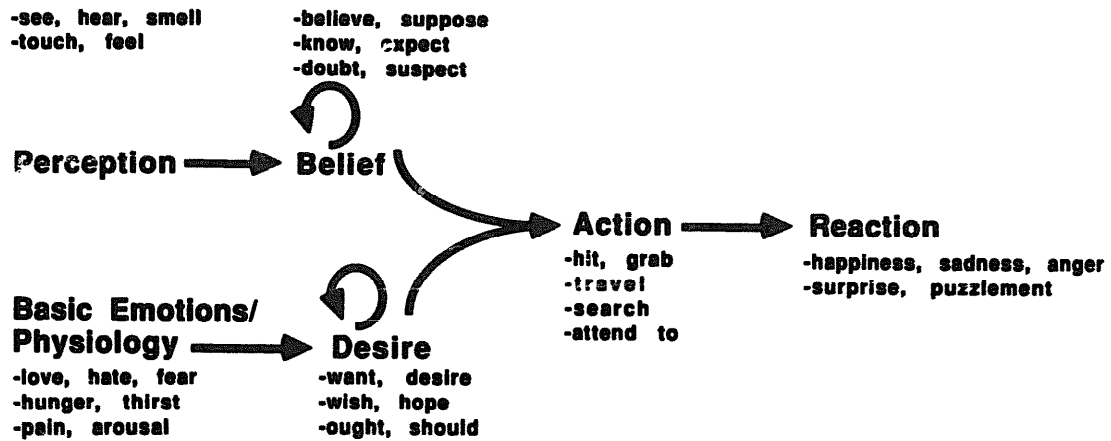 -see, hear, smell
-touch, feel
-believe, suppose
-know, expect
-doubt, suspect
Perception
Belief
Action
-hit, grab
-travel
-search
-attend to
Reaction
-happiness, sadness, anger
-surprise, puzzlement
Basic Emotions/
Physiology
-love, hate, fear
-hunger, thirst
-pain, arousal
Desire
-want, desire
-wish, hope
-ought, should